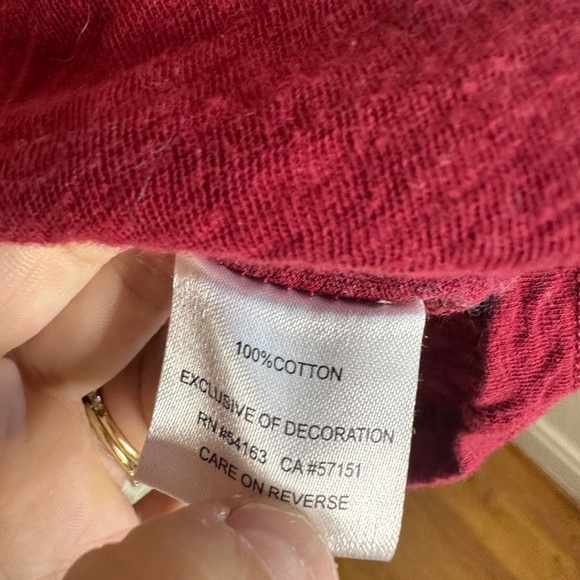 100%COTTON
EXCLUSIVE OF DECORATION
RN #54163 CA #57151
CARE ON REVERSE